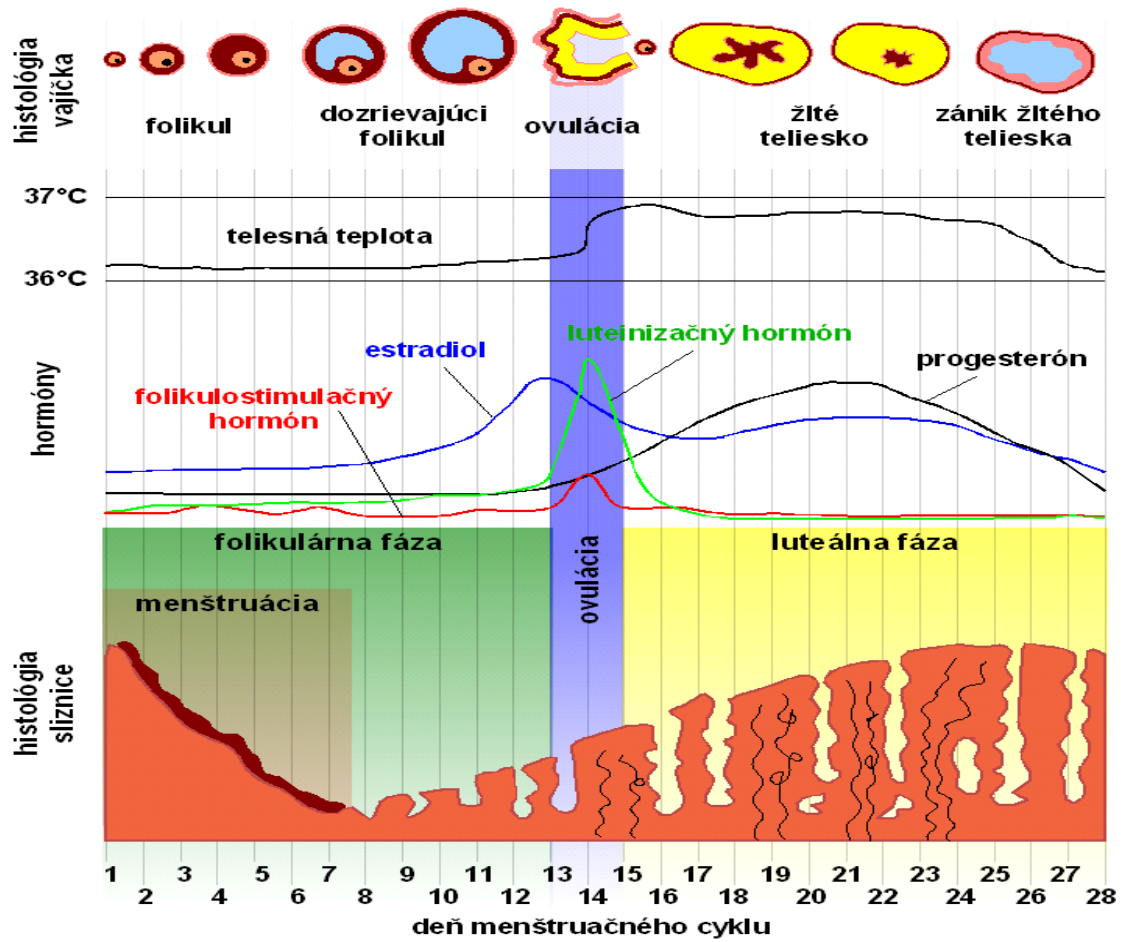 histológia
vajíčka
folikul
dozrievajúci
folikul
ovulácia
žlté
teliesko
zánik žltého
telieska
37°C
telesná teplota
36°C
hormóny
estradiol
luteinizačný hormón
progesterón
folikulostimulačný
hormón
folikulárna fáza
ovulácia
luteálna fáza
menštruácia
histológia
sliznice
1 2 3 4 5 6 7 8 9 10 11 12 13 14 15 16 17 18 19 20 21 22 23 24 25 26 27 28
deň menštruačného cyklu